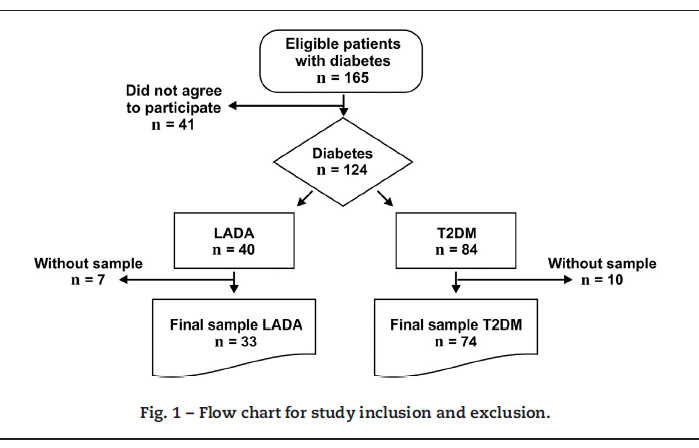 Eligible patients
with diabetes
n = 165
Did not agree
to participate
n = 41
Diabetes
n = 124
LADA
n = 40
T2DM
n = 84
Without sample
n = 7
Without sample
n = 10
Final sample LADA
n = 33
Final sample T2DM
n = 74
Fig. 1 – Flow chart for study inclusion and exclusion.